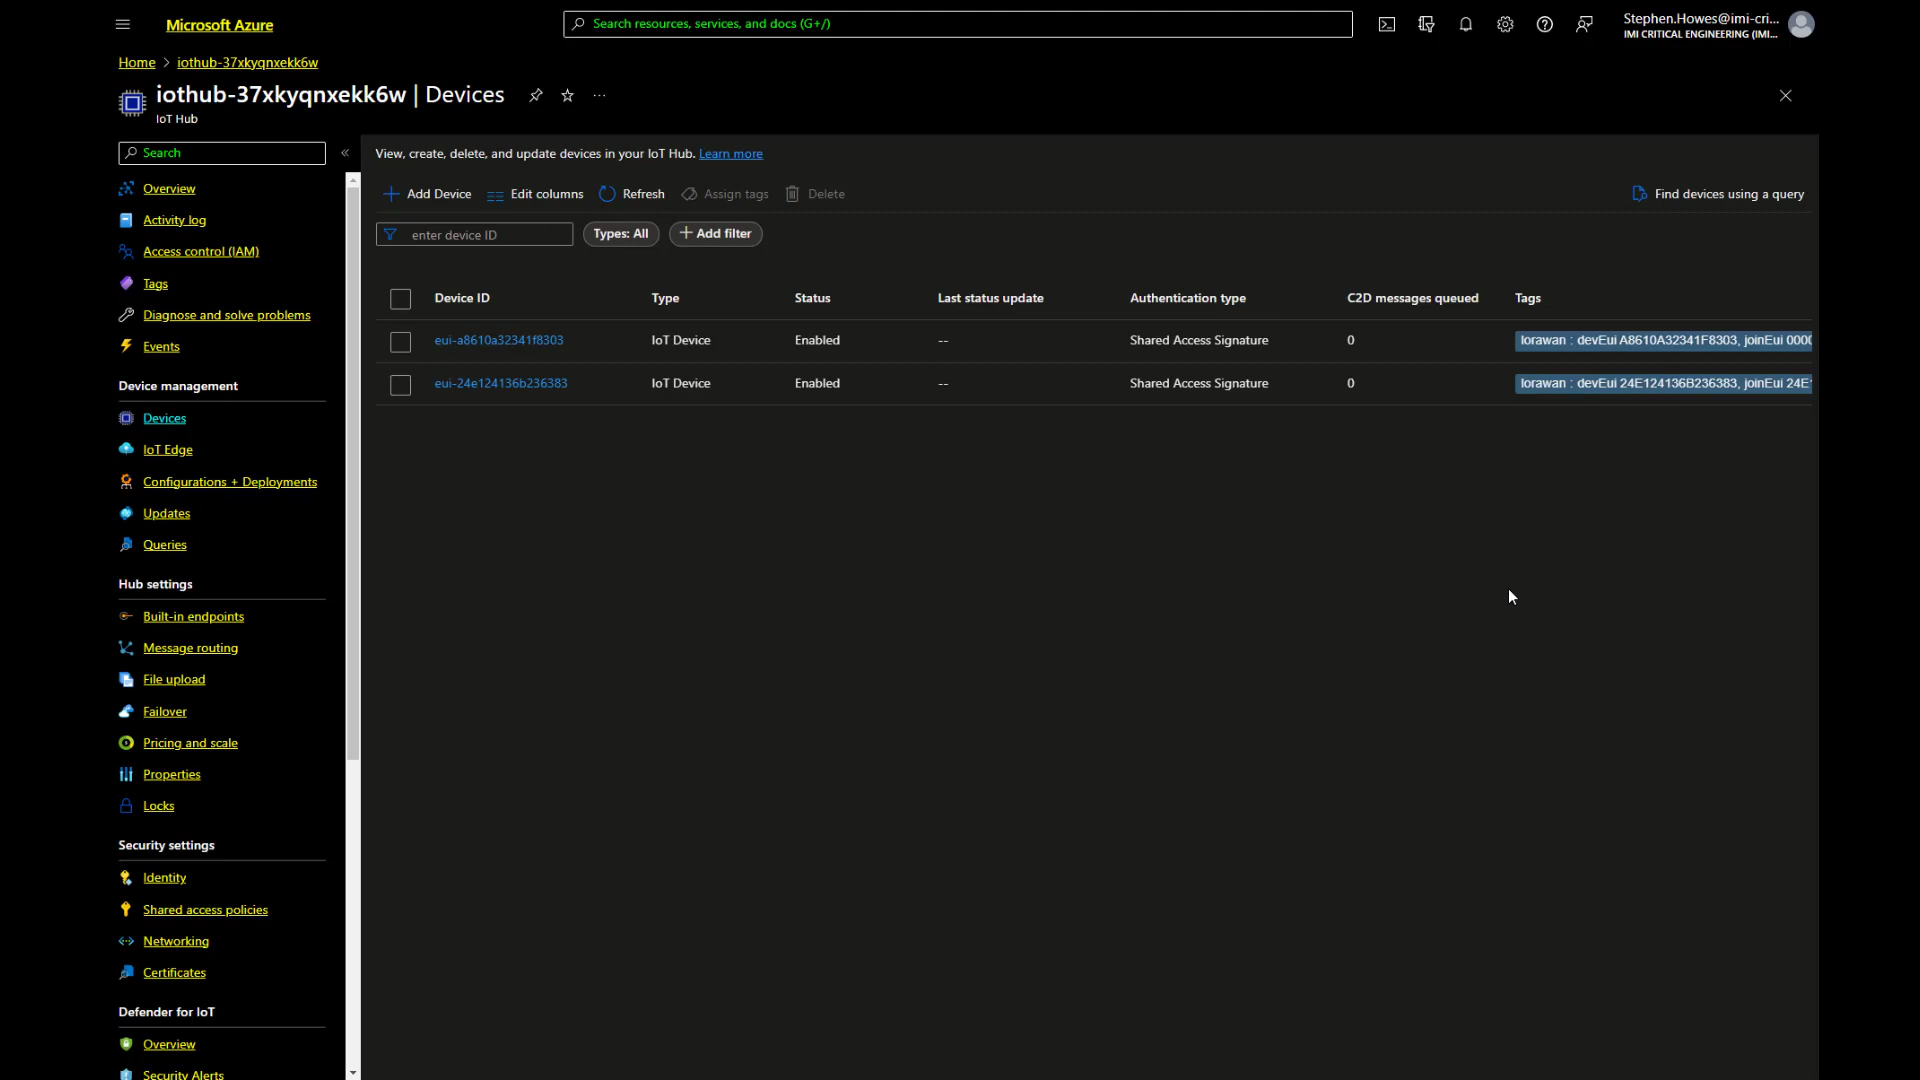 Microsoft Azure
Search resources, services, and docs (G+/)
Stephen.Howes@imi-cri...
IMI CRITICAL ENGINEERING (IMI...
Home > iothub-37xkyqnxekk6w
iothub-37xkyqnxekk6w | Devices
IoT Hub
Search
Overview
Activity log
Access control (IAM)
Tags
Diagnose and solve problems
Events
Device management
Devices
IoT Edge
Configurations + Deployments
Updates
Queries
Hub settings
Built-in endpoints
Message routing
File upload
Failover
Pricing and scale
Properties
Locks
Security settings
Identity
Shared access policies
Networking
Certificates
Defender for IoT
Overview
Security Alerts
View, create, delete, and update devices in your IoT Hub. Learn more
Add Device Edit columns Refresh Assign tags Delete Find devices using a query
enter device ID Types: All Add filter
Device ID Type Status Last status update Authentication type C2D messages queued Tags
eui-a8610a32341f8303 IoT Device Enabled -- Shared Access Signature 0 lorawan : devEui A8610A32341F8303, joinEui 0000
eui-24e124136b236383 IoT Device Enabled -- Shared Access Signature 0 lorawan : devEui 24E124136B236383, joinEui 24E